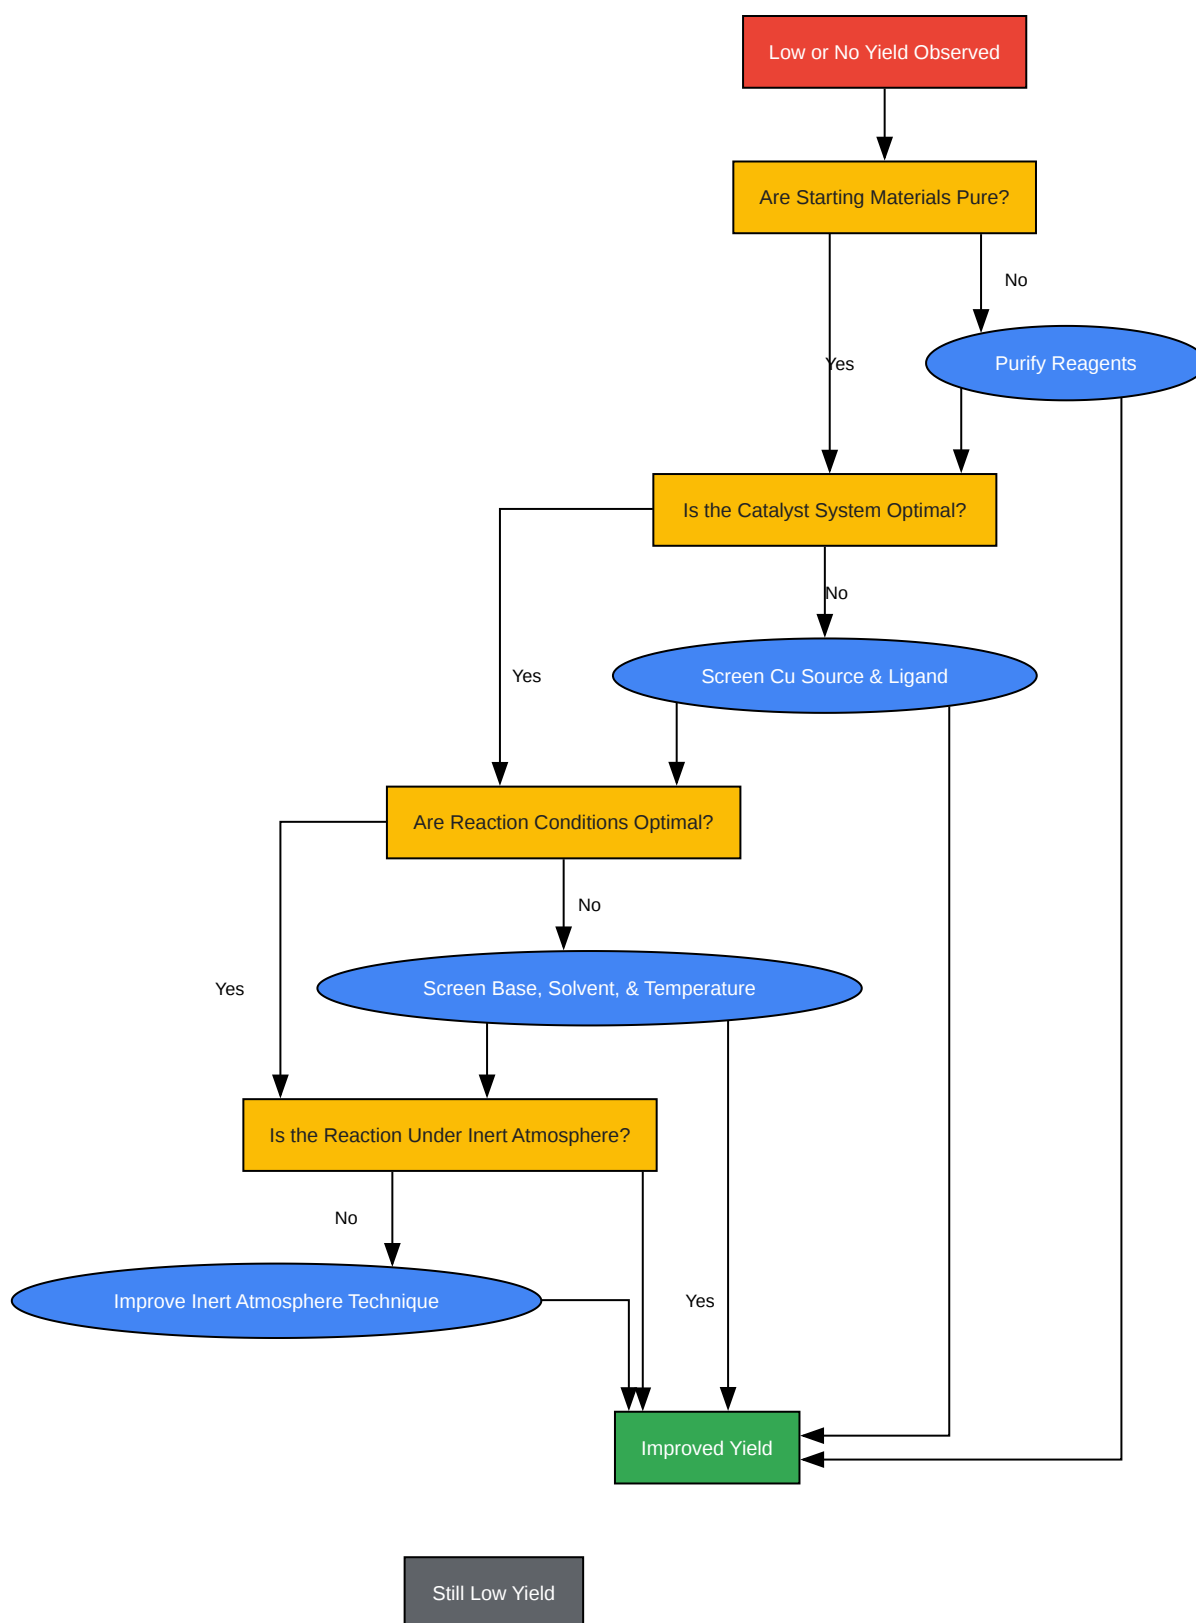 Low or No Yield Observed
Are Starting Materials Pure?
No
Yes
Purify Reagents
Is the Catalyst System Optimal?
No
Yes
Screen Cu Source & Ligand
Are Reaction Conditions Optimal?
No
Yes
Screen Base, Solvent, & Temperature
Is the Reaction Under Inert Atmosphere?
No
Improve Inert Atmosphere Technique
Yes
Improved Yield
Still Low Yield